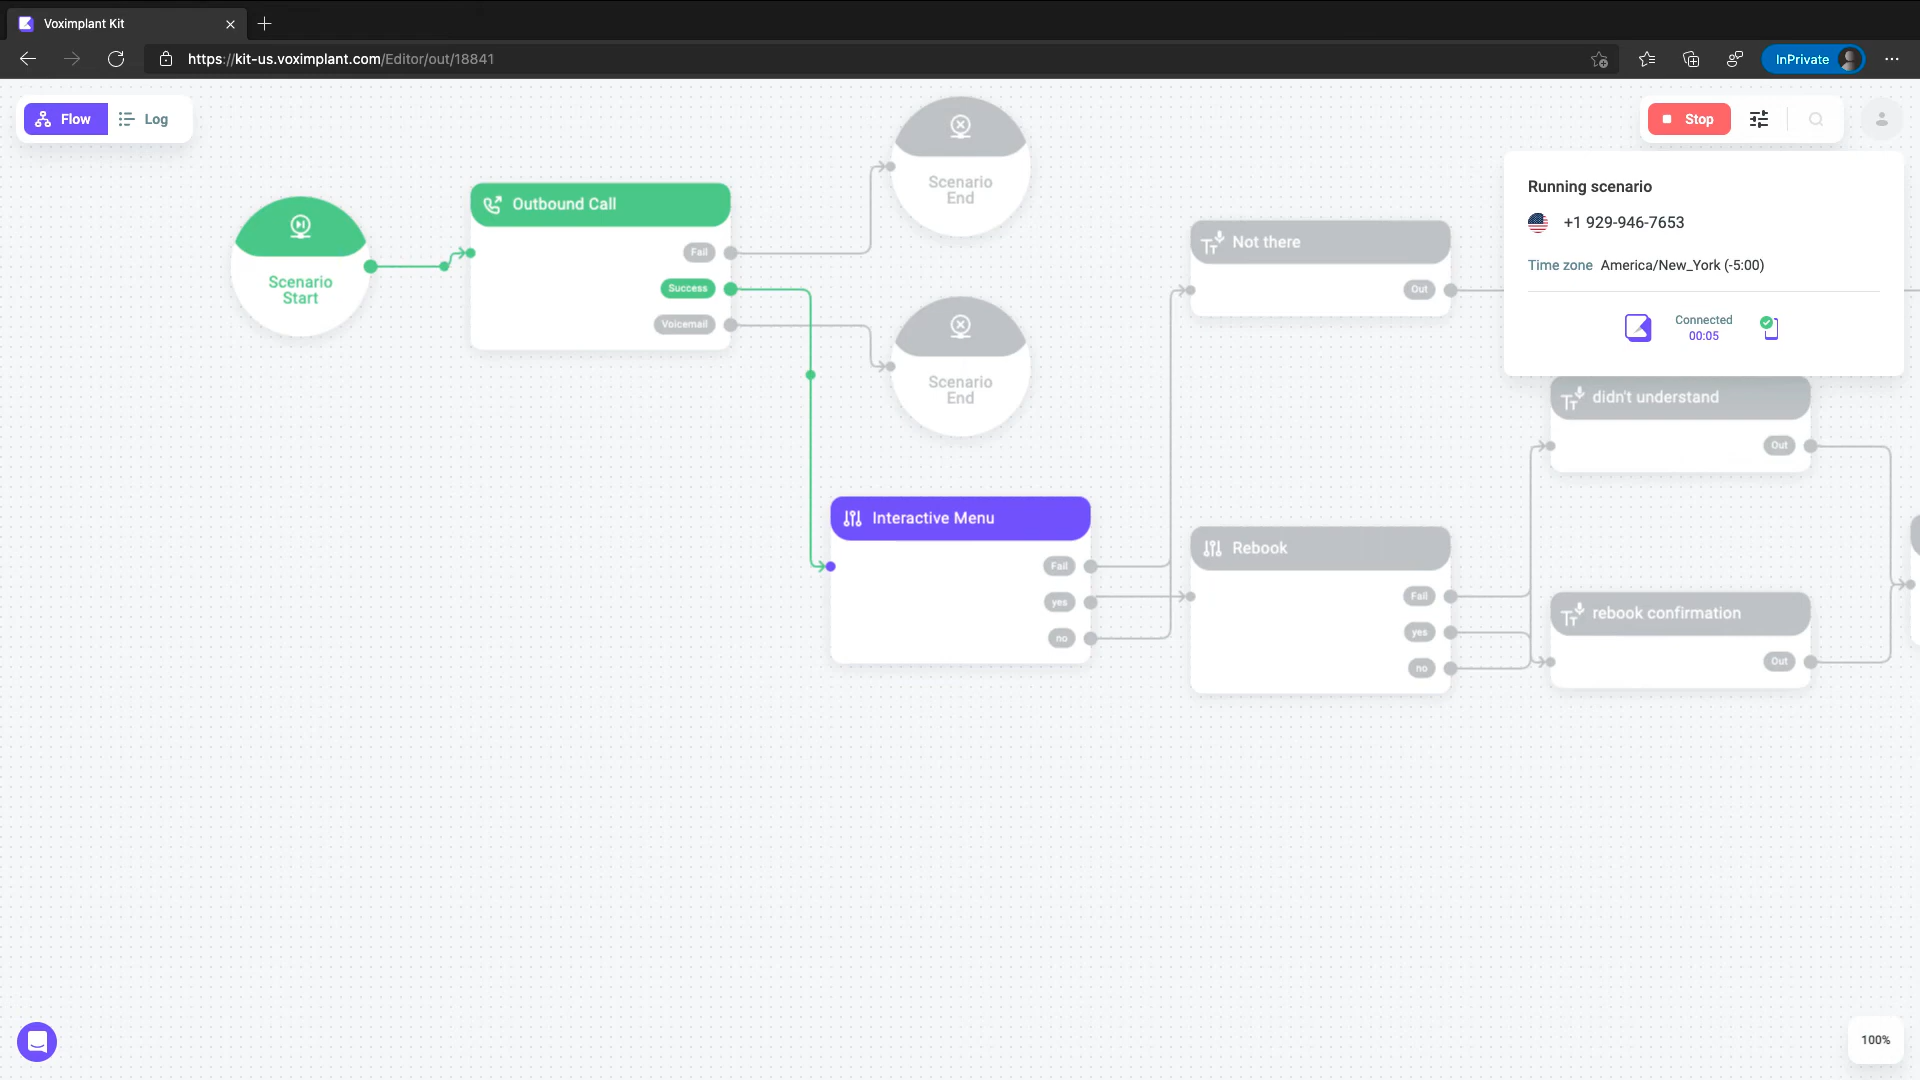 Voximplant Kit
https://kit-us.voximplant.com/Editor/out/18841
InPrivate
Flow
Log
Stop
Running scenario
+1 929-946-7653
Time zone America/New_York (-5:00)
Connected
00:05
Scenario
Start
Outbound Call
Fail
Success
Voicemail
Scenario
End
Scenario
End
Interactive Menu
Fail
yes
no
Not there
Out
Rebook
Fail
yes
no
didn't understand
Out
rebook confirmation
Out
100%